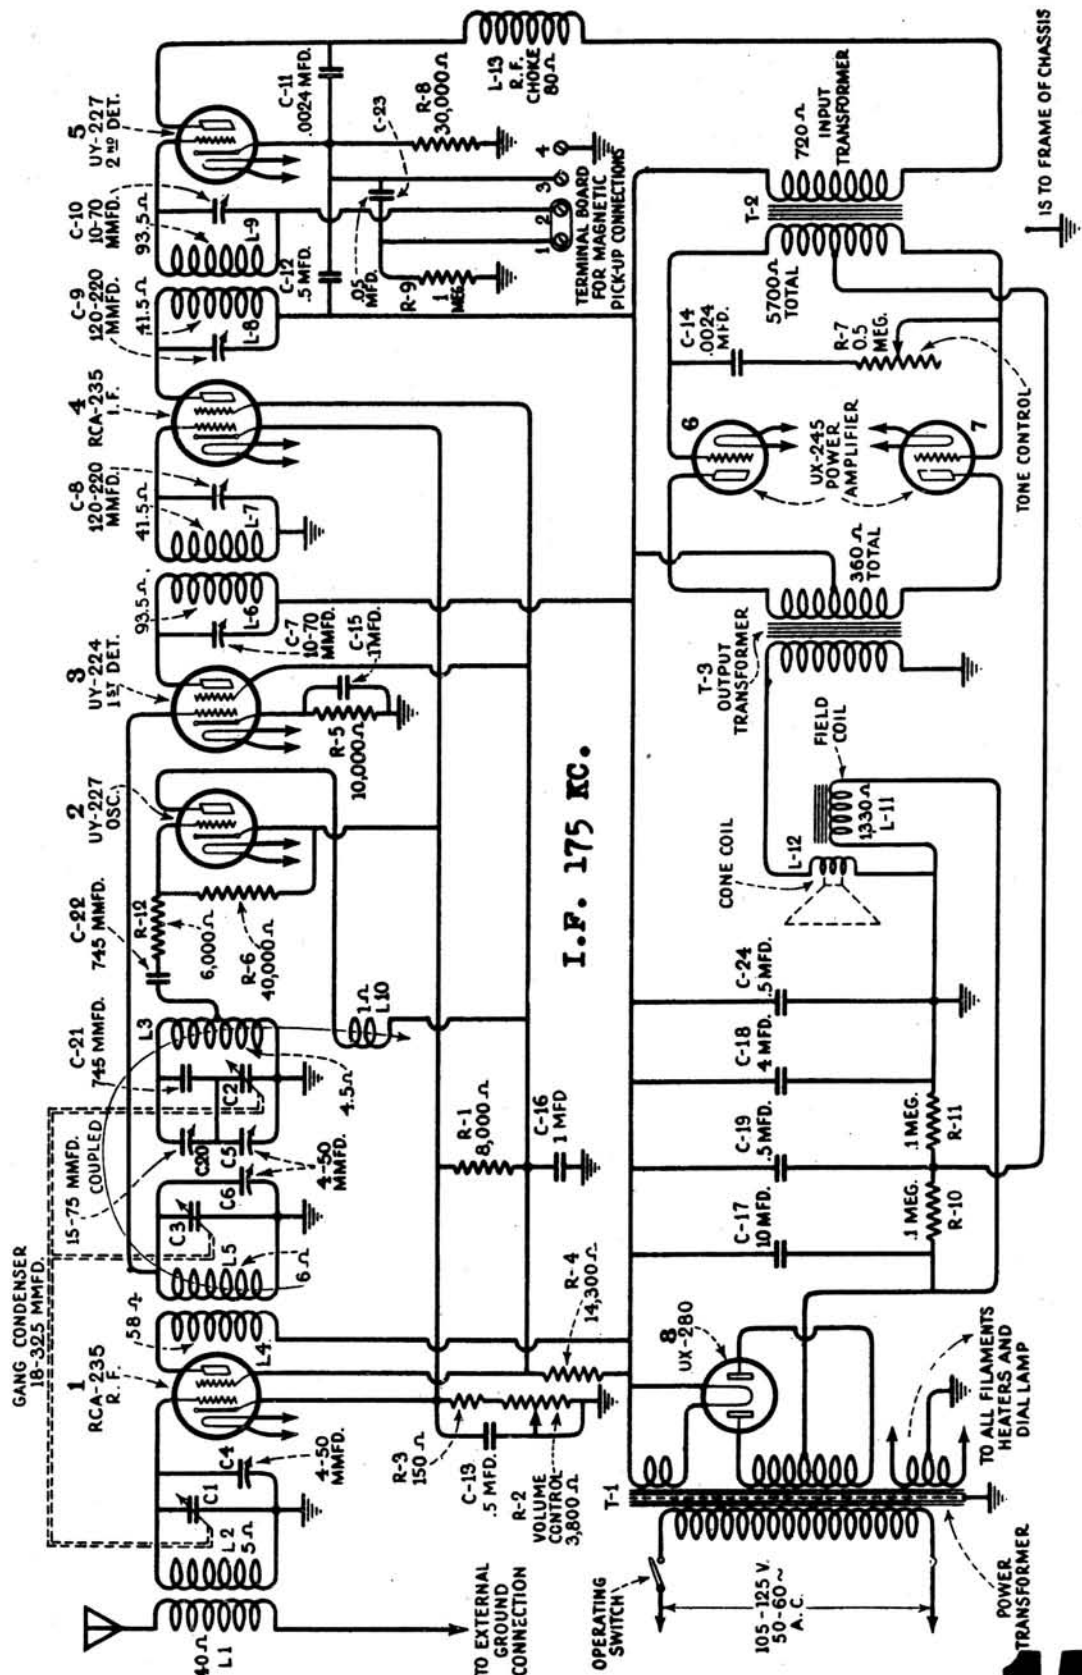 GANG CONDENSER
18-325 MMFD.
1
RCA-235
R.F.
.58 Ω
15-75 MMFD.
COUPLED
C-21
745 MMFD.
C-22
745 MMFD.
R-12
6,000 Ω
R-6
40,000 Ω
2
UY-227
OSC.
3
UY-224
1ST DET.
93.5 Ω
L-6
C-7
10-70
MMFD.
C-15
.1 MFD.
R-5
10,000 Ω
C-8
120-220
MMFD.
41.5 Ω
L-7
4
RCA-235
I.F.
C-9
120-220
MMFD.
41.5 Ω
L-8
C-10
10-70
MMFD.
93.5 Ω
L-9
5
UY-227
2ND DET.
C-11
.0024 MFD.
L-13
R.F.
CHOKE
80 Ω
C-12
.5 MFD.
R-8
30,000 Ω
C-23
.05
MFD.
R-9
1
MEG.
1 2 3 4
TERMINAL BOARD
FOR MAGNETIC
PICK-UP CONNECTIONS
40 Ω
L1
L2
5 Ω
C1
C4
4-50
MMFD.
L4
L5
6 Ω
C3
C6
C20
C5
4-50
MMFD.
C2
L3
4.5 Ω
1 Ω
L10
R-1
8,000 Ω
C-16
1 MFD
I.F. 175 KC.
TO EXTERNAL
GROUND
CONNECTION
R-3
150 Ω
C-13
.5 MFD.
R-2
VOLUME
CONTROL
3,800 Ω
R-4
14,300 Ω
OPERATING
SWITCH
105-125 V.
50-60 ~
A.C.
T-1
8
UX-280
POWER
TRANSFORMER
TO ALL FILAMENTS
HEATERS AND
DIAL LAMP
C-17
10 MFD.
C-19
.5 MFD.
C-18
4 MFD.
C-24
.5 MFD.
.1 MEG.
R-10
.1 MEG.
R-11
CONE COIL
L-12
FIELD
COIL
1,330 Ω
L-11
T-3
OUTPUT
TRANSFORMER
360 Ω
TOTAL
6
UX-245
POWER
AMPLIFIER
7
C-14
.0024
MFD.
R-7
0.5
MEG.
TONE CONTROL
5700 Ω
TOTAL
T-2
720 Ω
INPUT
TRANSFORMER
IS TO FRAME OF CHASSIS